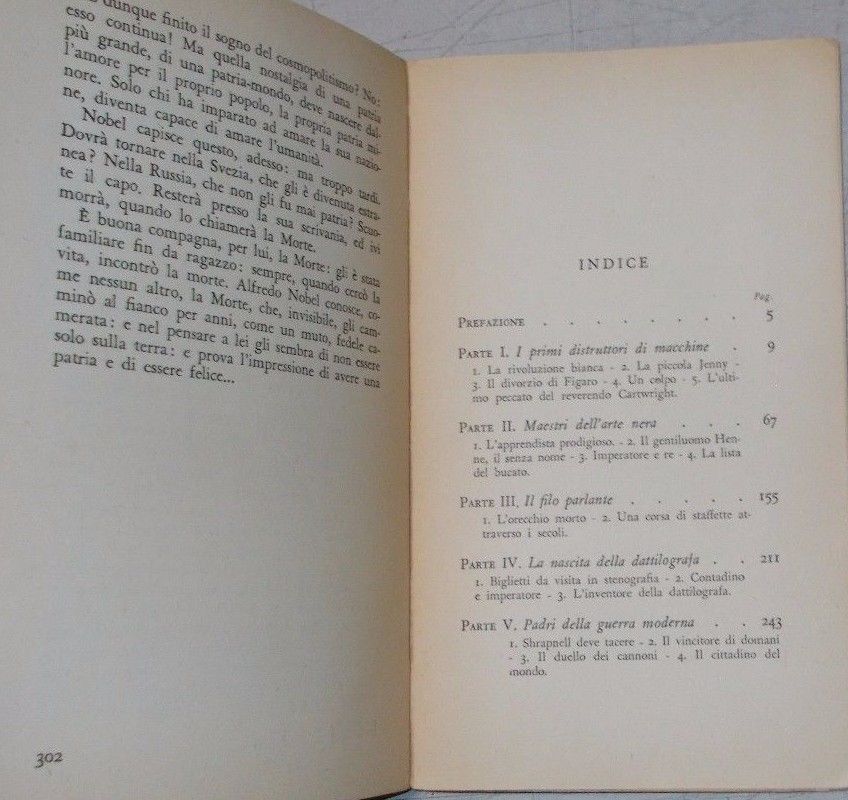 dunque finito il sogno del cosmopolitismo? No:
esso continua! Ma quella nostalgia di una patria
più grande, di una patria-mondo, deve nascere dal-
l'amore per il proprio popolo, la propria patria mi-
nore. Solo chi ha imparato ad amare la sua nazio-
ne, diventa capace di amare l'umanità.
Nobel capisce questo, adesso: ma troppo tardi.
Dovrà tornare nella Svezia, che gli è divenuta estra-
nea? Nella Russia, che non gli fu mai patria? Scuo-
te il capo. Resterà presso la sua scrivania, ed ivi
morrà, quando lo chiamerà la Morte.
È buona compagna, per lui, la Morte: gli è stata
familiare fin da ragazzo: sempre, quando cercò la
vita, incontrò la morte. Alfredo Nobel conosce, co-
me nessun altro, la Morte, che, invisibile, gli cam-
minò al fianco per anni, come un muto, fedele ca-
merata: e nel pensare a lei gli sembra di non essere
solo sulla terra: e prova l'impressione di avere una
patria e di essere felice...
302
INDICE
Pag.
PREFAZIONE . . . . . . . . 5
PARTE I. I primi distruttori di macchine . 9
1. La rivoluzione bianca - 2. La piccola Jenny -
3. Il divorzio di Figaro - 4. Un colpo - 5. L'ulti-
mo peccato del reverendo Cartwright.
PARTE II. Maestri dell'arte nera . . . 67
1. L'apprendista prodigioso. - 2. Il gentiluomo Hen-
ne, il senza nome - 3. Imperatore e re - 4. La lista
del bucato.
PARTE III. Il filo parlante . . . . . 155
1. L'orecchio morto - 2. Una corsa di staffette at-
traverso i secoli.
PARTE IV. La nascita della dattilografa . . 211
1. Biglietti da visita in stenografia - 2. Contadino
e imperatore - 3. L'inventore della dattilografa.
PARTE V. Padri della guerra moderna . . 243
1. Shrapnell deve tacere - 2. Il vincitore di domani
- 3. Il duello dei cannoni - 4. Il cittadino del
mondo.